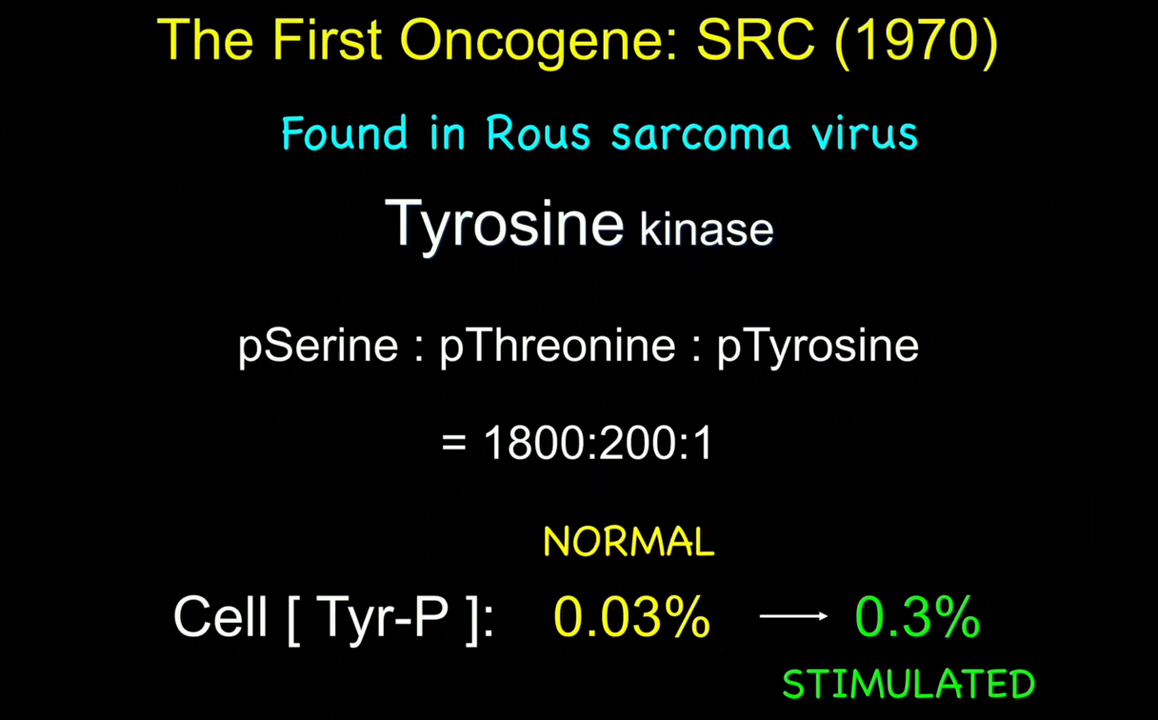 The First Oncogene: SRC (1970)
Found in Rous sarcoma virus
Tyrosine kinase
pSerine : pThreonine : pTyrosine
= 1800:200:1
NORMAL
Cell [ Tyr-P ]: 0.03% → 0.3%
STIMULATED